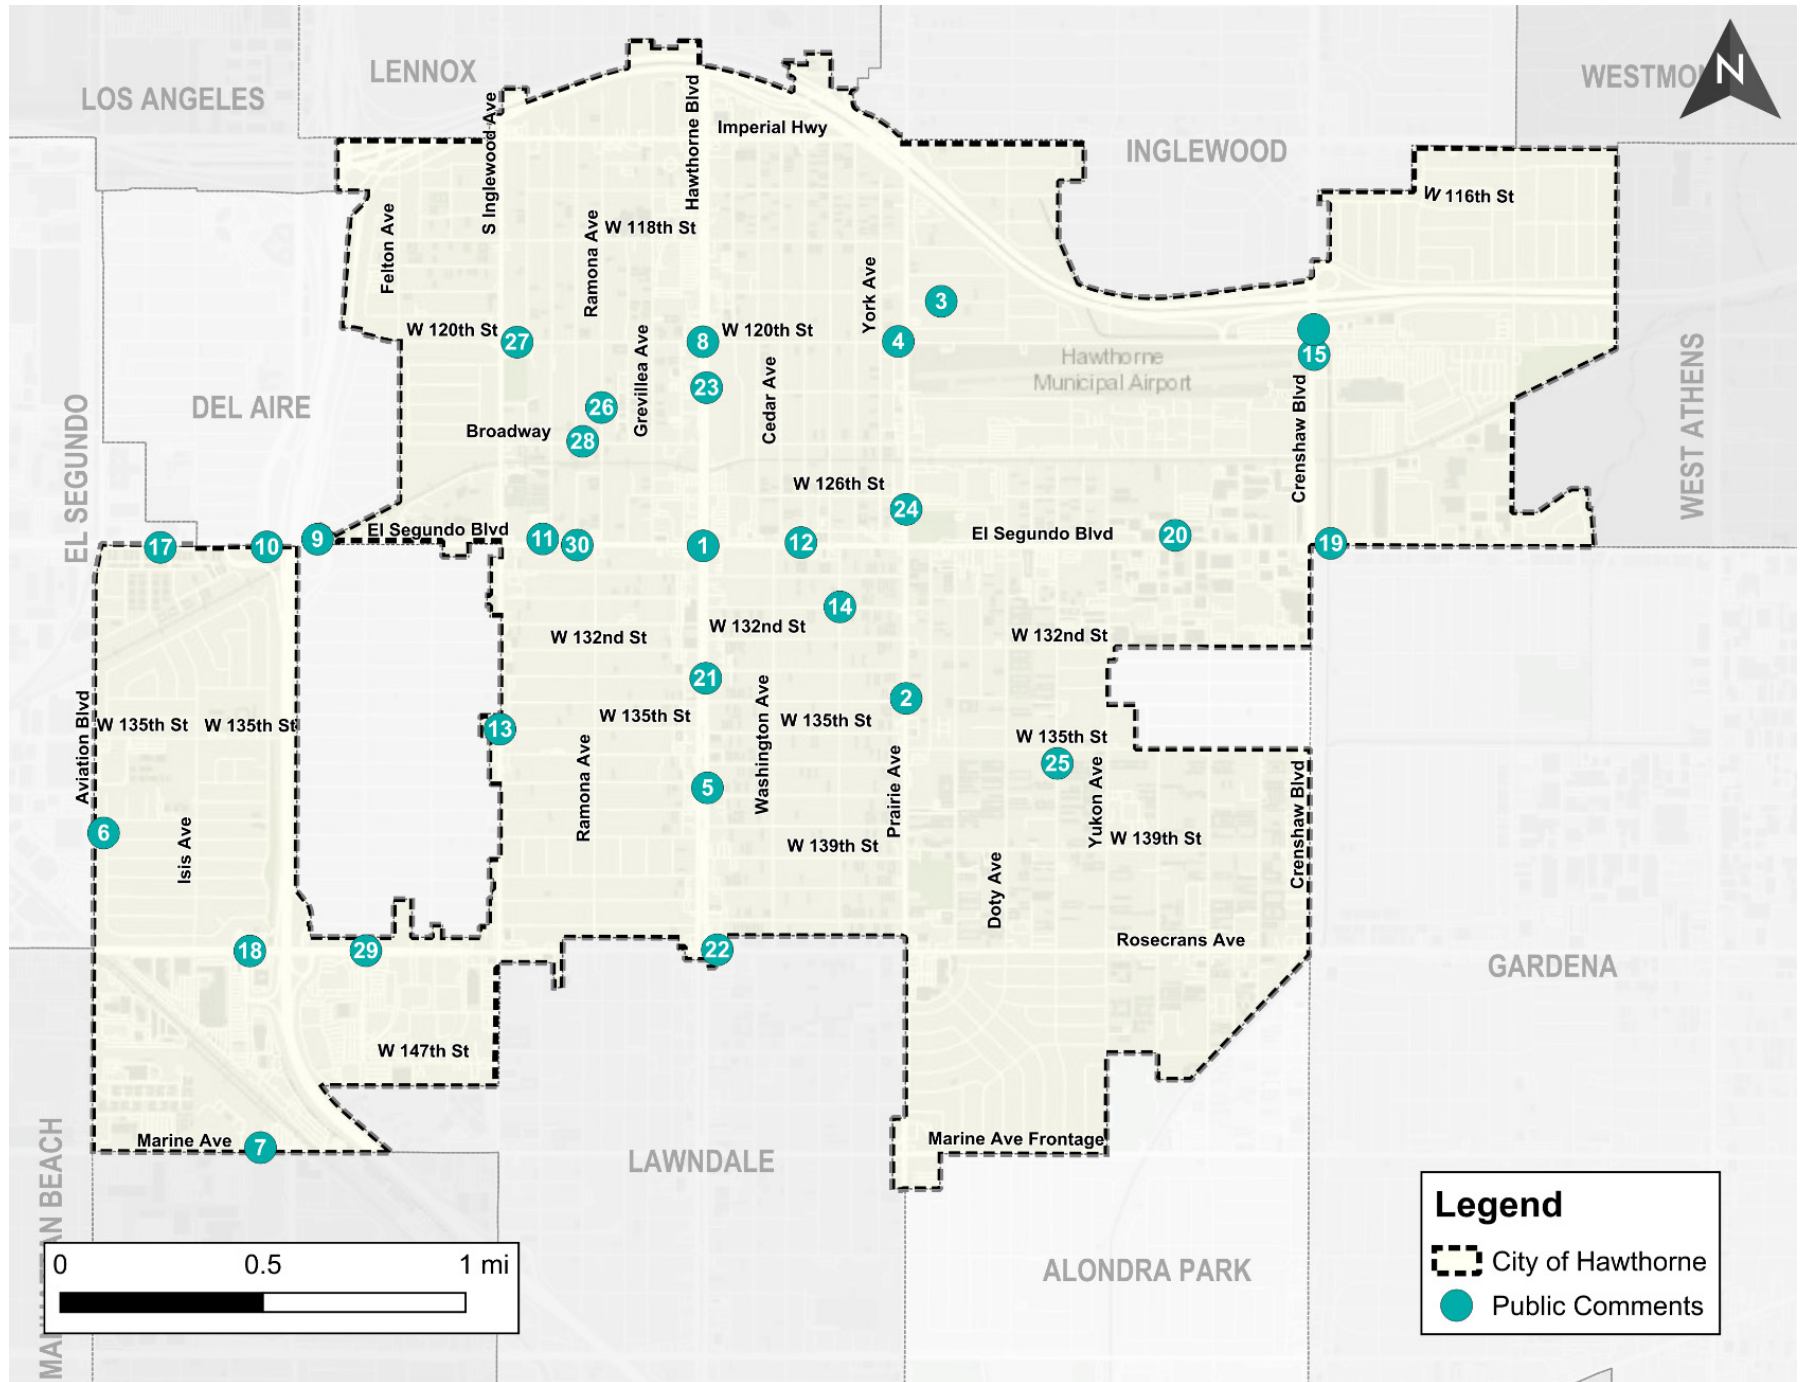 LENNOX
LOS ANGELES
WESTMO
N
Imperial Hwy
INGLEWOOD
S Inglewood Ave
Hawthorne Blvd
W 116th St
Felton Ave
Ramona Ave
W 118th St
York Ave
3
W 120th St
27
8
W 120th St
4
15
Hawthorne
Municipal Airport
Grevillea Ave
23
Cedar Ave
DEL AIRE
26
Broadway
28
Crenshaw Blvd
WEST ATHENS
EL SEGUNDO
W 126th St
24
17
10
9
El Segundo Blvd
11
30
1
12
El Segundo Blvd
20
19
14
W 132nd St
W 132nd St
W 132nd St
21
2
Aviation Blvd
W 135th St
W 135th St
13
W 135th St
Washington Ave
W 135th St
W 135th St
25
Ramona Ave
5
Prairie Ave
Yukon Ave
Crenshaw Blvd
6
Isis Ave
W 139th St
W 139th St
Doty Ave
18
29
22
Rosecrans Ave
GARDENA
W 147th St
Marine Ave
7
Marine Ave Frontage
LAWNDALE
MANHATTAN BEACH
ALONDRA PARK
0
0.5
1 mi
Legend
City of Hawthorne
Public Comments